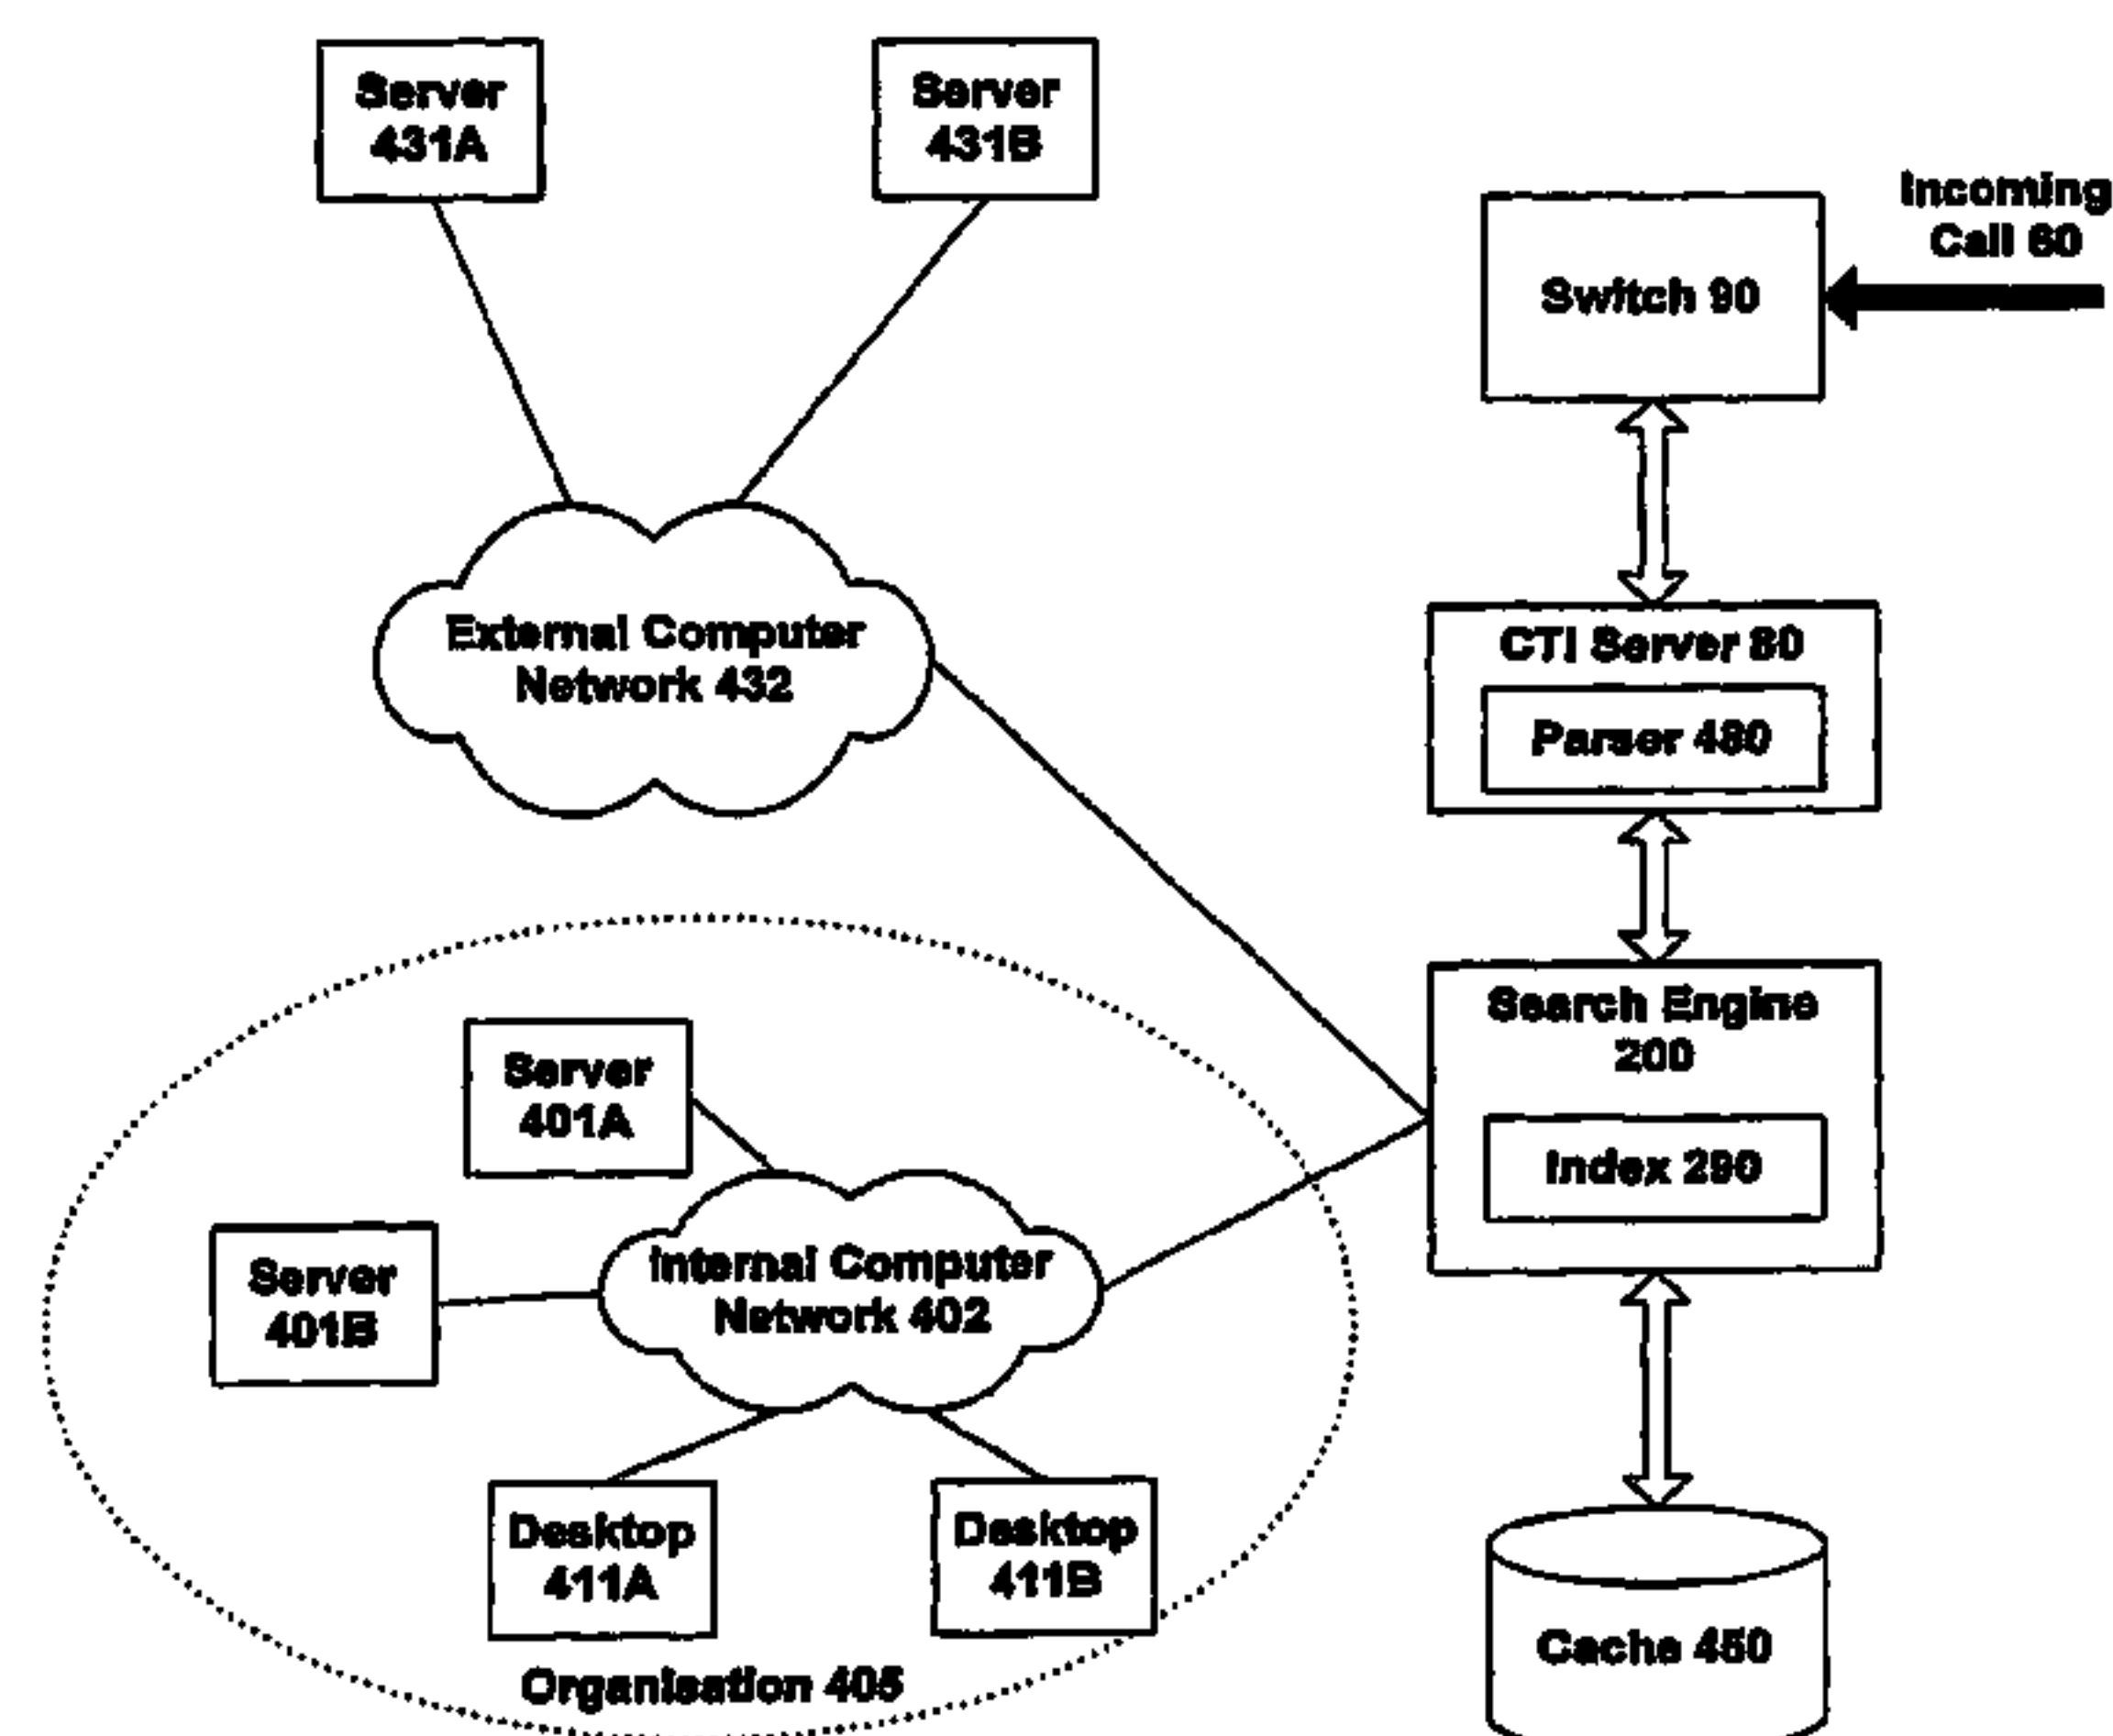 Server
431A
Server
431B
Incoming
Call 60
Switch 90
External Computer
Network 432
CTI Server 80
Parser 480
Search Engine
200
Index 290
Server
401A
Server
401B
Internal Computer
Network 402
Desktop
411A
Desktop
411B
Organisation 405
Cache 450